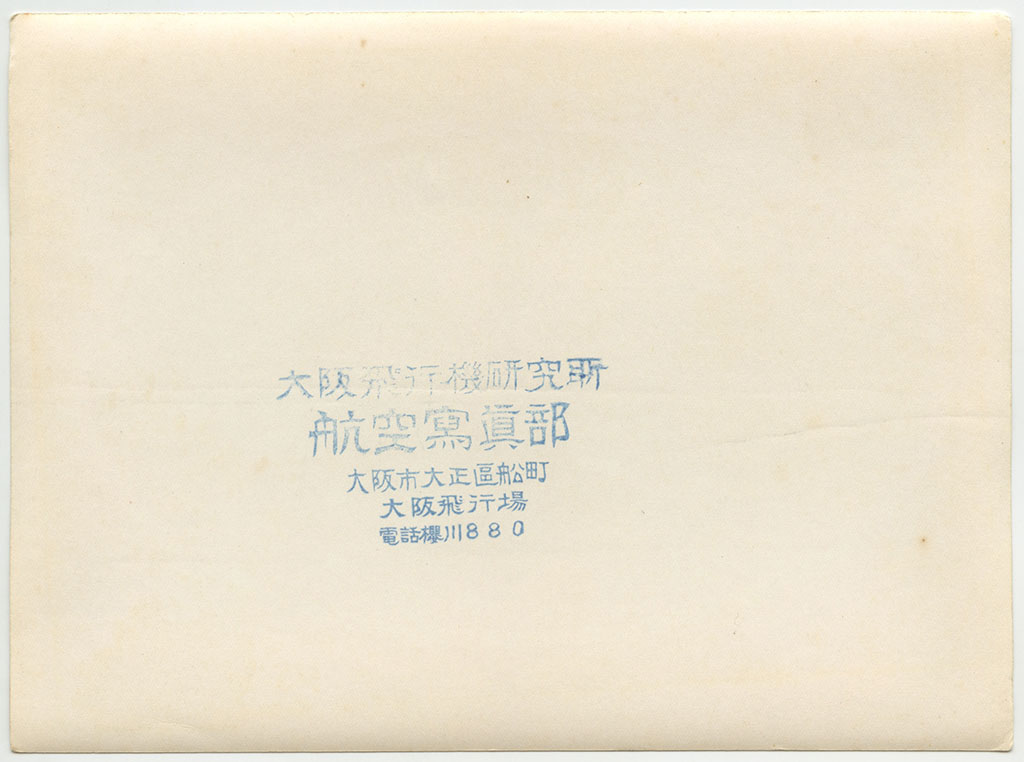 大阪飛行機研究所
航空寫眞部
大阪市大正區船町
大阪飛行場
電話櫻川880